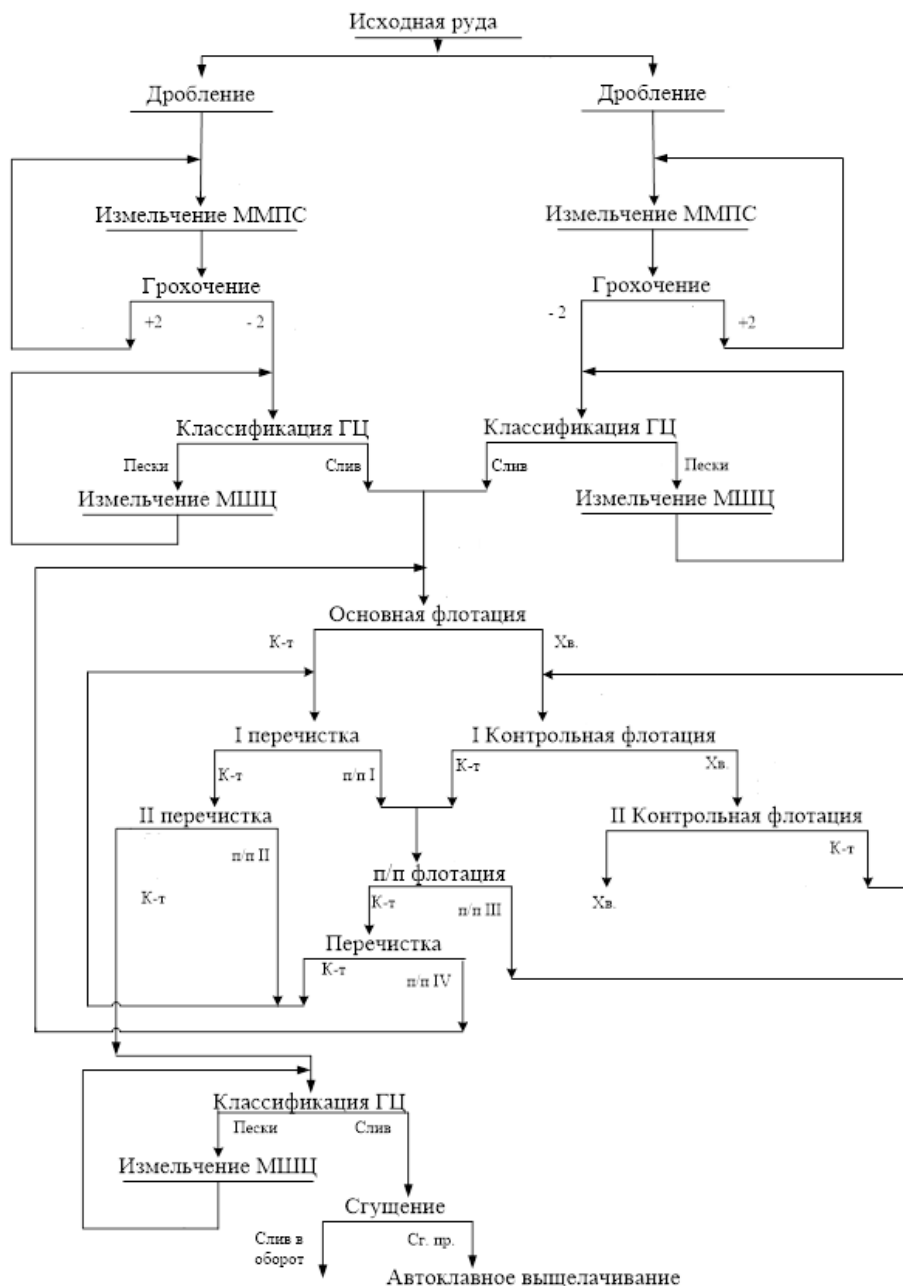 Исходная руда
Дробление
Дробление
Измельчение ММПС
Измельчение ММПС
Грохочение
Грохочение
+2
- 2
- 2
+2
Классификация ГЦ
Классификация ГЦ
Пески
Слив
Слив
Пески
Измельчение МШЦ
Измельчение МШЦ
Основная флотация
К-т
Хв.
I перечистка
I Контрольная флотация
К-т
п/п I
К-т
Хв.
II перечистка
II Контрольная флотация
п/п II
К-т
п/п флотация
К-т
К-т
п/п III
Хв.
Перечистка
К-т
п/п IV
Классификация ГЦ
Пески
Слив
Измельчение МШЦ
Сгущение
Слив в
оборот
Сг. пр.
Автоклавное выщелачивание